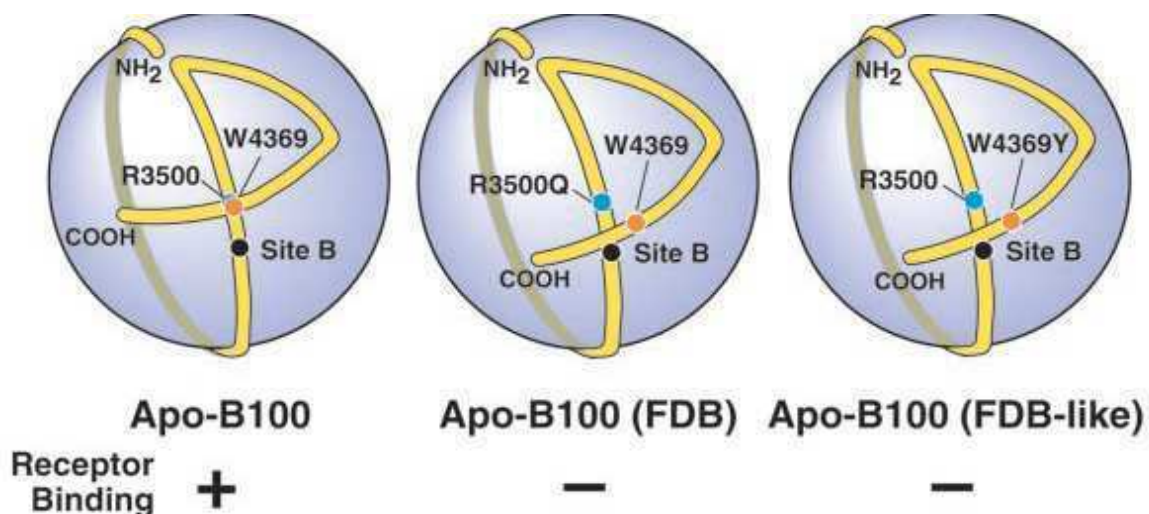 NH2
W4369
R3500
COOH
Site B
NH2
W4369
R3500Q
COOH
Site B
NH2
W4369Y
R3500
COOH
Site B
Apo-B100
Apo-B100 (FDB)
Apo-B100 (FDB-like)
Receptor
Binding
+
−
−